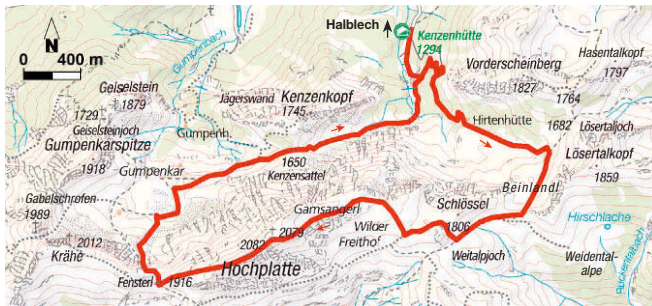 Halblech
Kenzenhütte
1294
N
0 400 m
Gumpenbach
Geiselstein
1879
Vorderscheinberg
1827
Hasentalkopf
1797
1764
Jägerswand
Kenzenkopf
1745
1729
Geiselsteinjoch
Gumpenkarspitze
1918
Gumpenh.
Hirtenhütte
1682
Lösertaljoch
Lösertalkopf
1859
1650
Kenzensattel
Gumpenkar
Beinlandl
Gabelschrofen
1989
Gamsangerl
Schlössel
1806
Hirschlache
2079
2082
Wilder
Freithof
2012
Krähe
Hochplatte
Weitalpjoch
Weidental-
alpe
Fensterl
1916